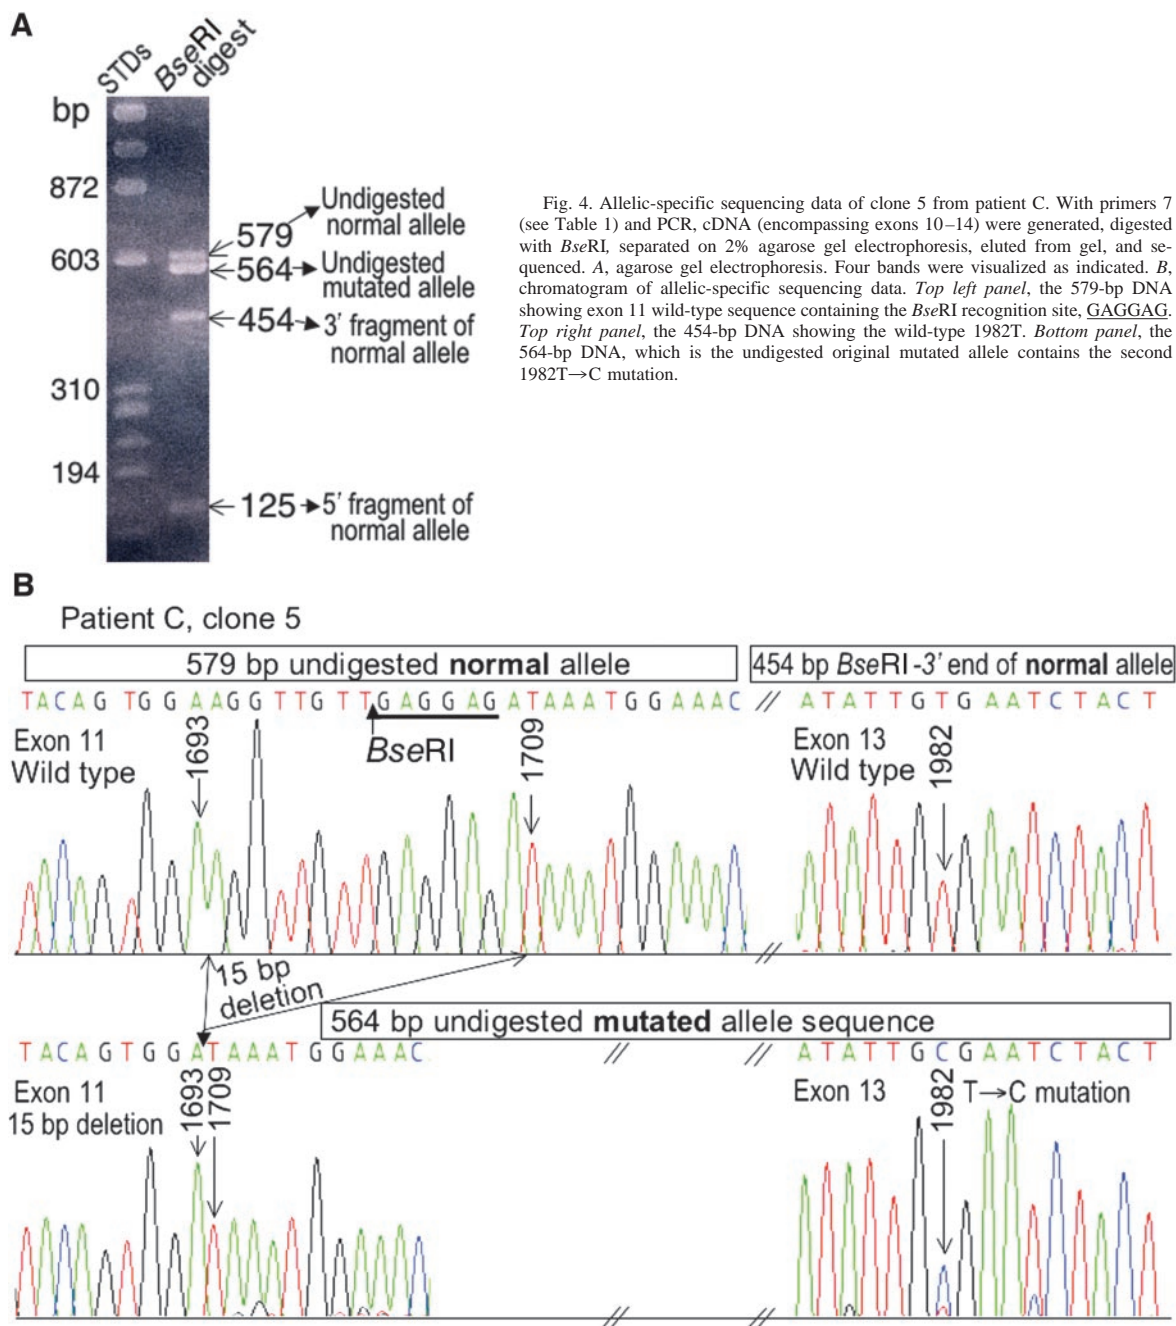 A
STDs
BseRI
digest
bp
872
603
310
194
579
Undigested
normal allele
564
Undigested
mutated allele
454
3' fragment of
normal allele
125
5' fragment of
normal allele
Fig. 4. Allelic-specific sequencing data of clone 5 from patient C. With primers 7
(see Table 1) and PCR, cDNA (encompassing exons 10–14) were generated, digested
with BseRI, separated on 2% agarose gel electrophoresis, eluted from gel, and se-
quenced. A, agarose gel electrophoresis. Four bands were visualized as indicated. B,
chromatogram of allelic-specific sequencing data. Top left panel, the 579-bp DNA
showing exon 11 wild-type sequence containing the BseRI recognition site, GAGGAG.
Top right panel, the 454-bp DNA showing the wild-type 1982T. Bottom panel, the
564-bp DNA, which is the undigested original mutated allele contains the second
1982T→C mutation.
B
Patient C, clone 5
579 bp undigested normal allele
454 bp BseRI -3' end of normal allele
TACAG TGG AAGG TTG TTGAGGAGATAAATGGAAAC // ATATTGTGAATCTACT
Exon 11
Wild type
1693
BseRI
1709
Exon 13
Wild type
1982
15 bp
deletion
564 bp undigested mutated allele sequence
TACAGTGGATAAATGGAAAC // // ATATTGCGAATCTACT
Exon 11
15 bp deletion
1693
1709
Exon 13
1982
T→C mutation